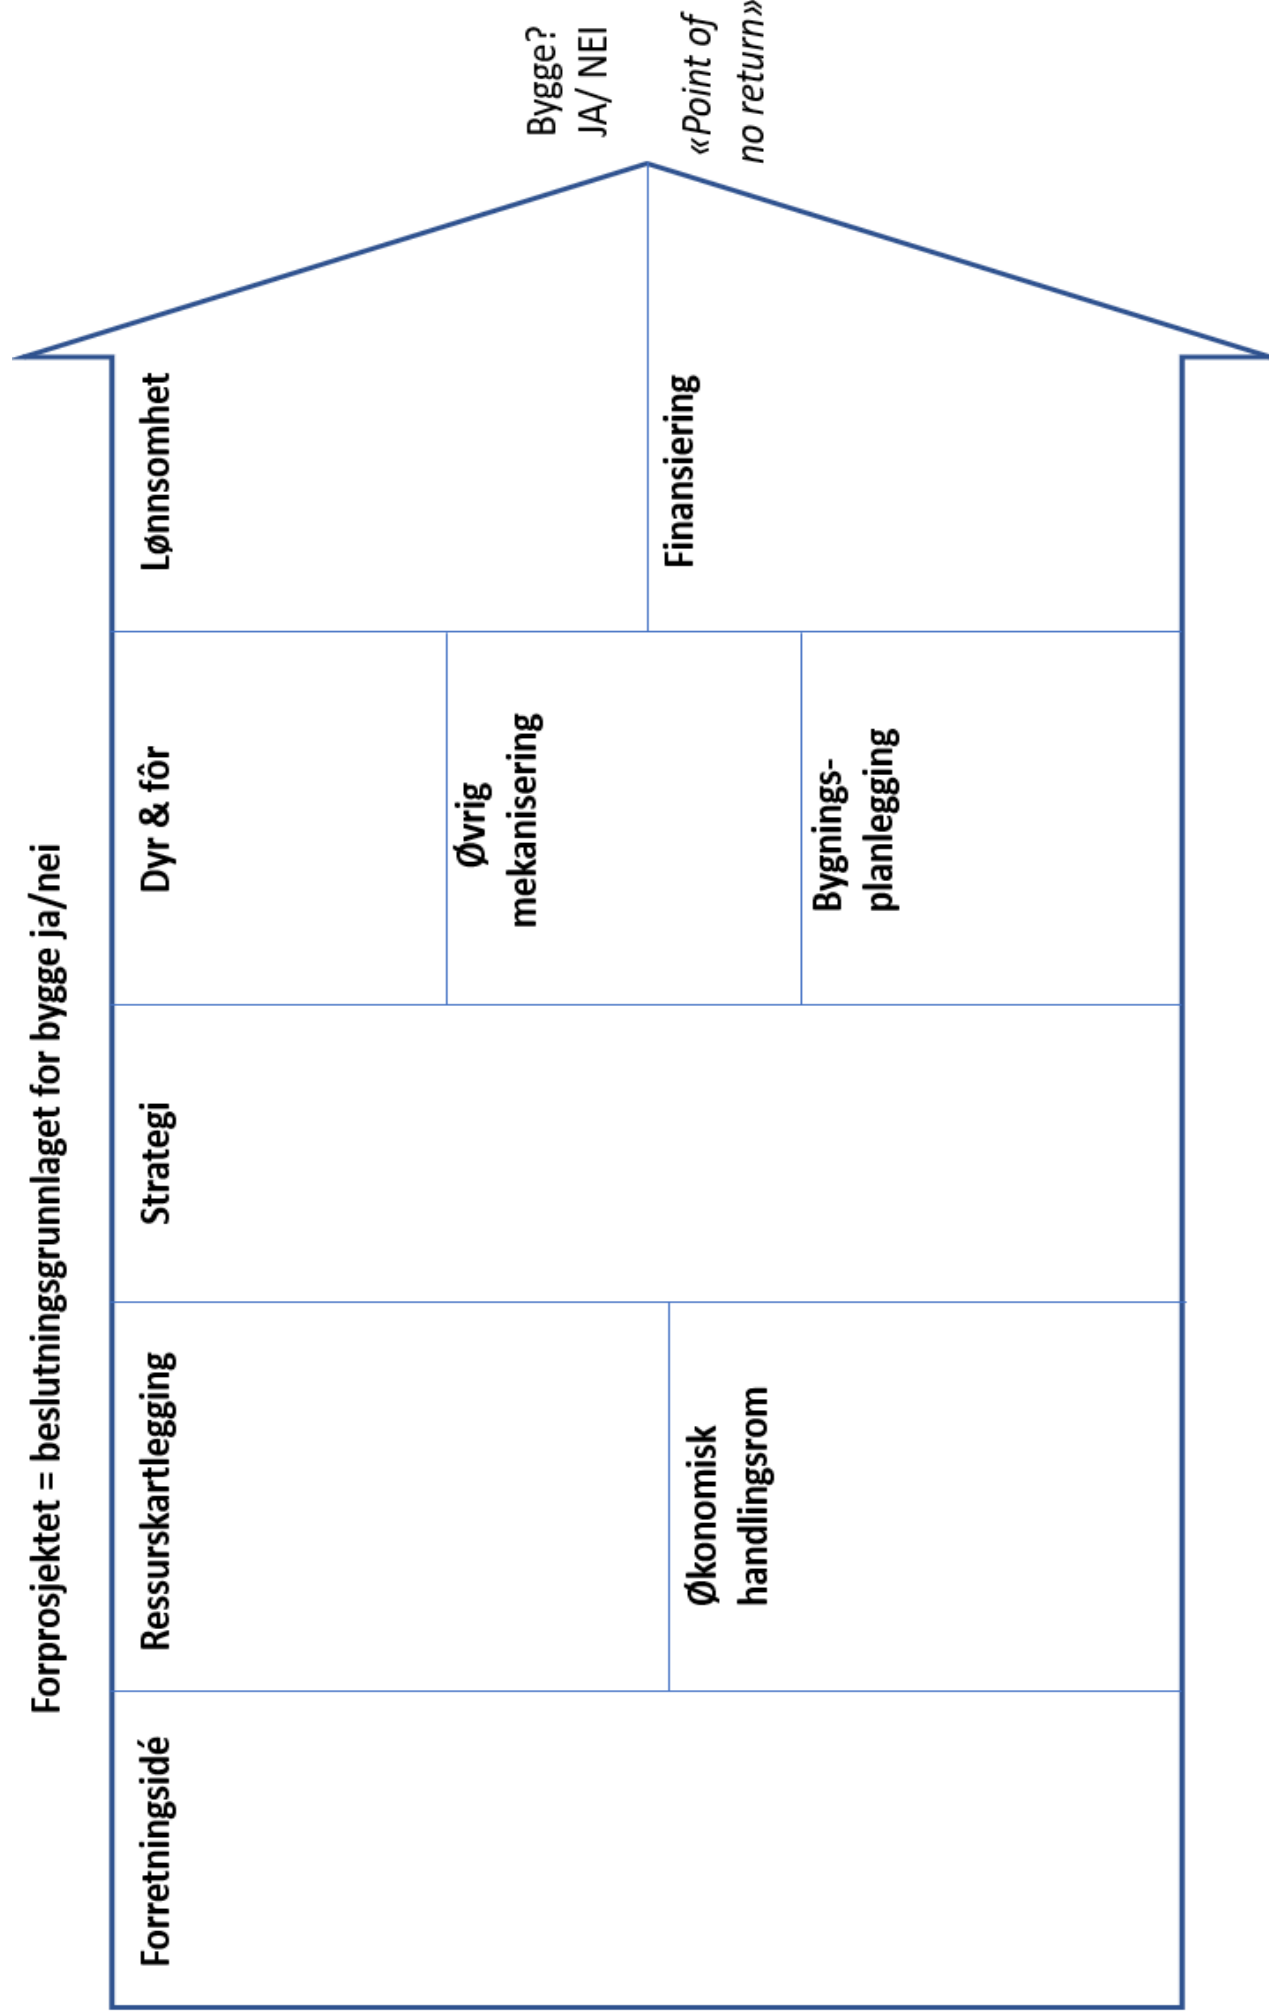 Forprosjektet = beslutningsgrunnlaget for bygge ja/nei
Forretningsidé
Ressurskartlegging
Økonomisk
handlingsrom
Strategi
Dyr & fôr
Øvrig
mekanisering
Bygnings-
planlegging
Lønnsomhet
Finansiering
Bygge?
JA/ NEI
«Point of
no return»